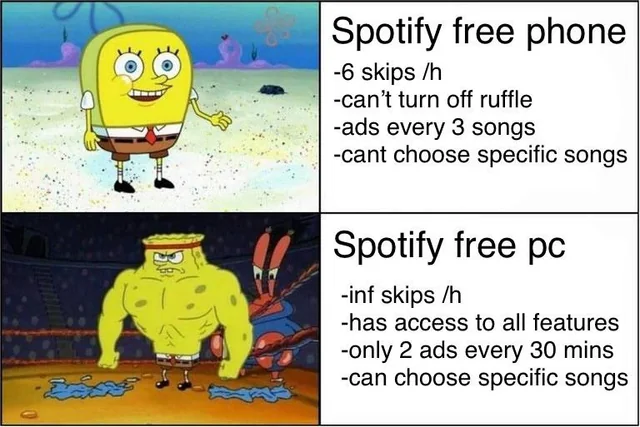 Spotify free phone
-6 skips /h
-can't turn off ruffle
-ads every 3 songs
-cant choose specific songs
Spotify free pc
-inf skips /h
-has access to all features
-only 2 ads every 30 mins
-can choose specific songs